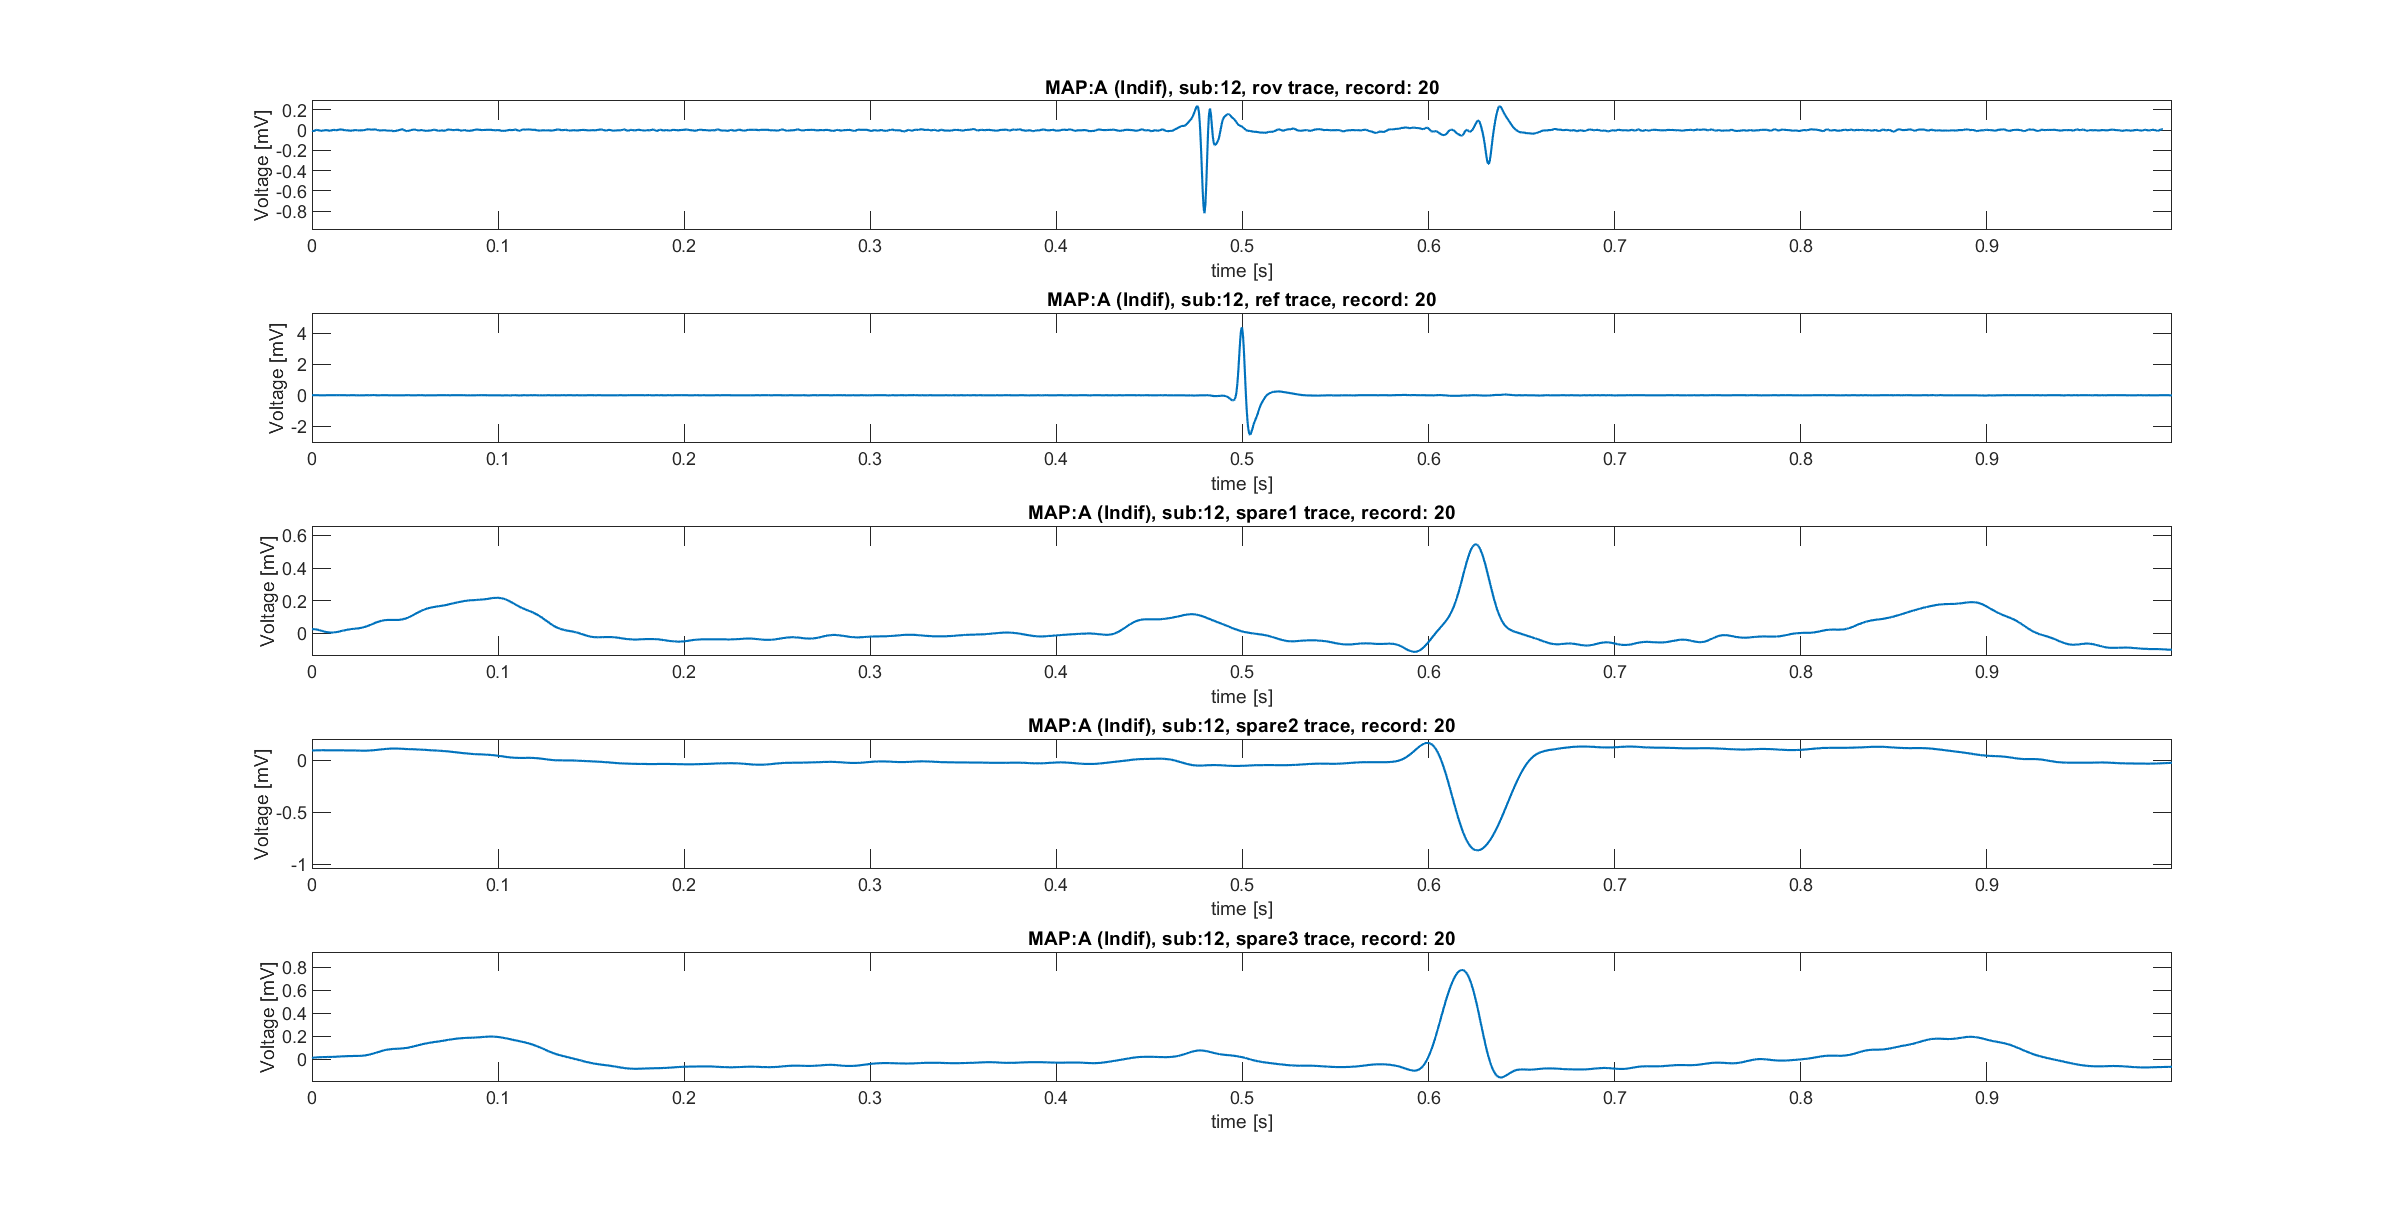 MAP:A (Indif), sub:12, rov trace, record: 20
Voltage [mV]
0.2
0
-0.2
-0.4
-0.6
-0.8
0 0.1 0.2 0.3 0.4 0.5 0.6 0.7 0.8 0.9
time [s]
MAP:A (Indif), sub:12, ref trace, record: 20
Voltage [mV]
4
2
0
-2
0 0.1 0.2 0.3 0.4 0.5 0.6 0.7 0.8 0.9
time [s]
MAP:A (Indif), sub:12, spare1 trace, record: 20
Voltage [mV]
0.6
0.4
0.2
0
0 0.1 0.2 0.3 0.4 0.5 0.6 0.7 0.8 0.9
time [s]
MAP:A (Indif), sub:12, spare2 trace, record: 20
Voltage [mV]
0
-0.5
-1
0 0.1 0.2 0.3 0.4 0.5 0.6 0.7 0.8 0.9
time [s]
MAP:A (Indif), sub:12, spare3 trace, record: 20
Voltage [mV]
0.8
0.6
0.4
0.2
0
0 0.1 0.2 0.3 0.4 0.5 0.6 0.7 0.8 0.9
time [s]